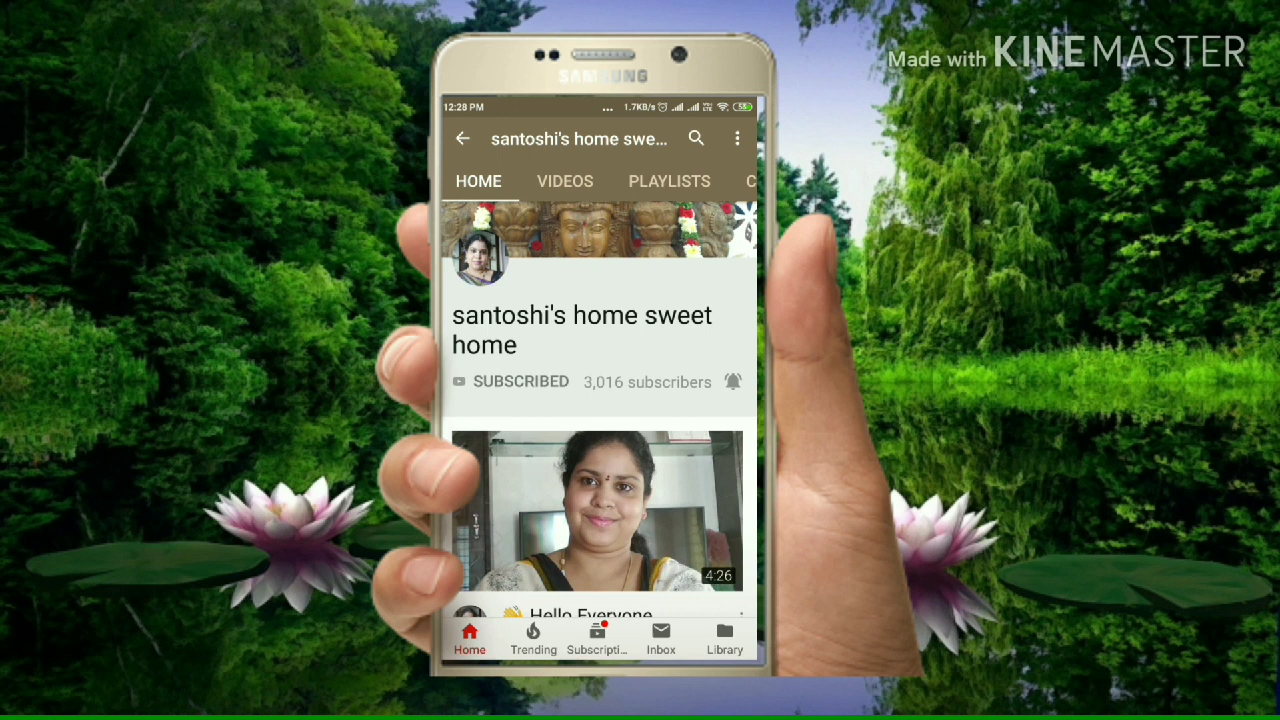 Made with KINEMASTER
SAMSUNG
12:28 PM ... 1.7KB/s 55
santoshi's home swe...
HOME VIDEOS PLAYLISTS C
santoshi's home sweet
home
SUBSCRIBED 3,016 subscribers
4:26
👋 Hello Everyone
Home Trending Subscripti... Inbox Library